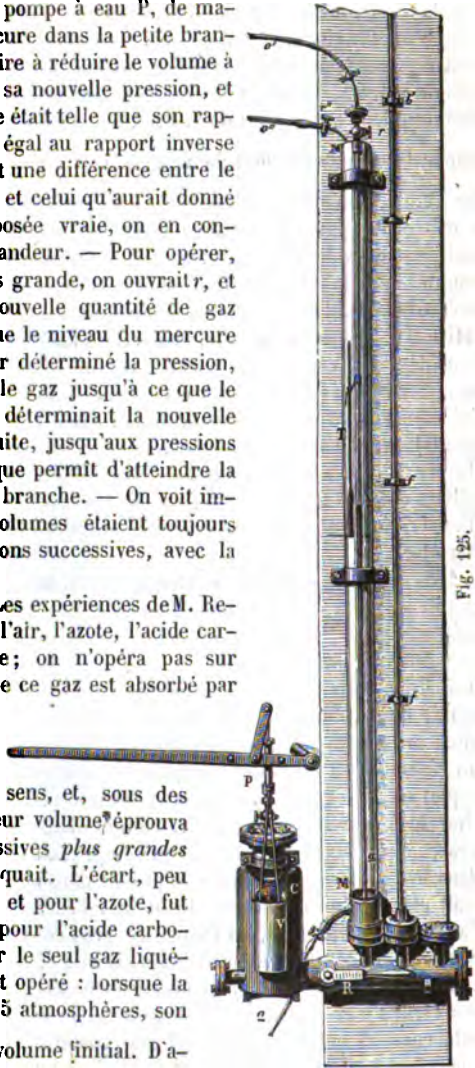 pompe à eau P, de ma-
cure dans la petite bran-
ire à réduire le volume à
sa nouvelle pression, et
e était telle que son rap-
égal au rapport inverse
t une différence entre le
et celui qu'aurait donné
posée vraie, on en con-
andeur. — Pour opérer,
s grande, on ouvrait r, et
ouvelle quantité de gaz
ue le niveau du mercure
r déterminé la pression,
le gaz jusqu'à ce que le
déterminait la nouvelle
uite, jusqu'aux pressions
que permît d'atteindre la
branche. — On voit im-
olumes étaient toujours
ons successives, avec la
Les expériences de M. Re-
l'air, l'azote, l'acide car-
e; on n'opéra pas sur
e ce gaz est absorbé par
sens, et, sous des
eur volume éprouva
ssives plus grandes
quait. L'écart, peu
et pour l'azote, fut
pour l'acide carbo-
r le seul gaz liqué-
t opéré : lorsque la
5 atmosphères, son
volume initial. D'a-
r
M
b'
f
f
f
T
s
M
P
C
V
R
a
Fig. 125.